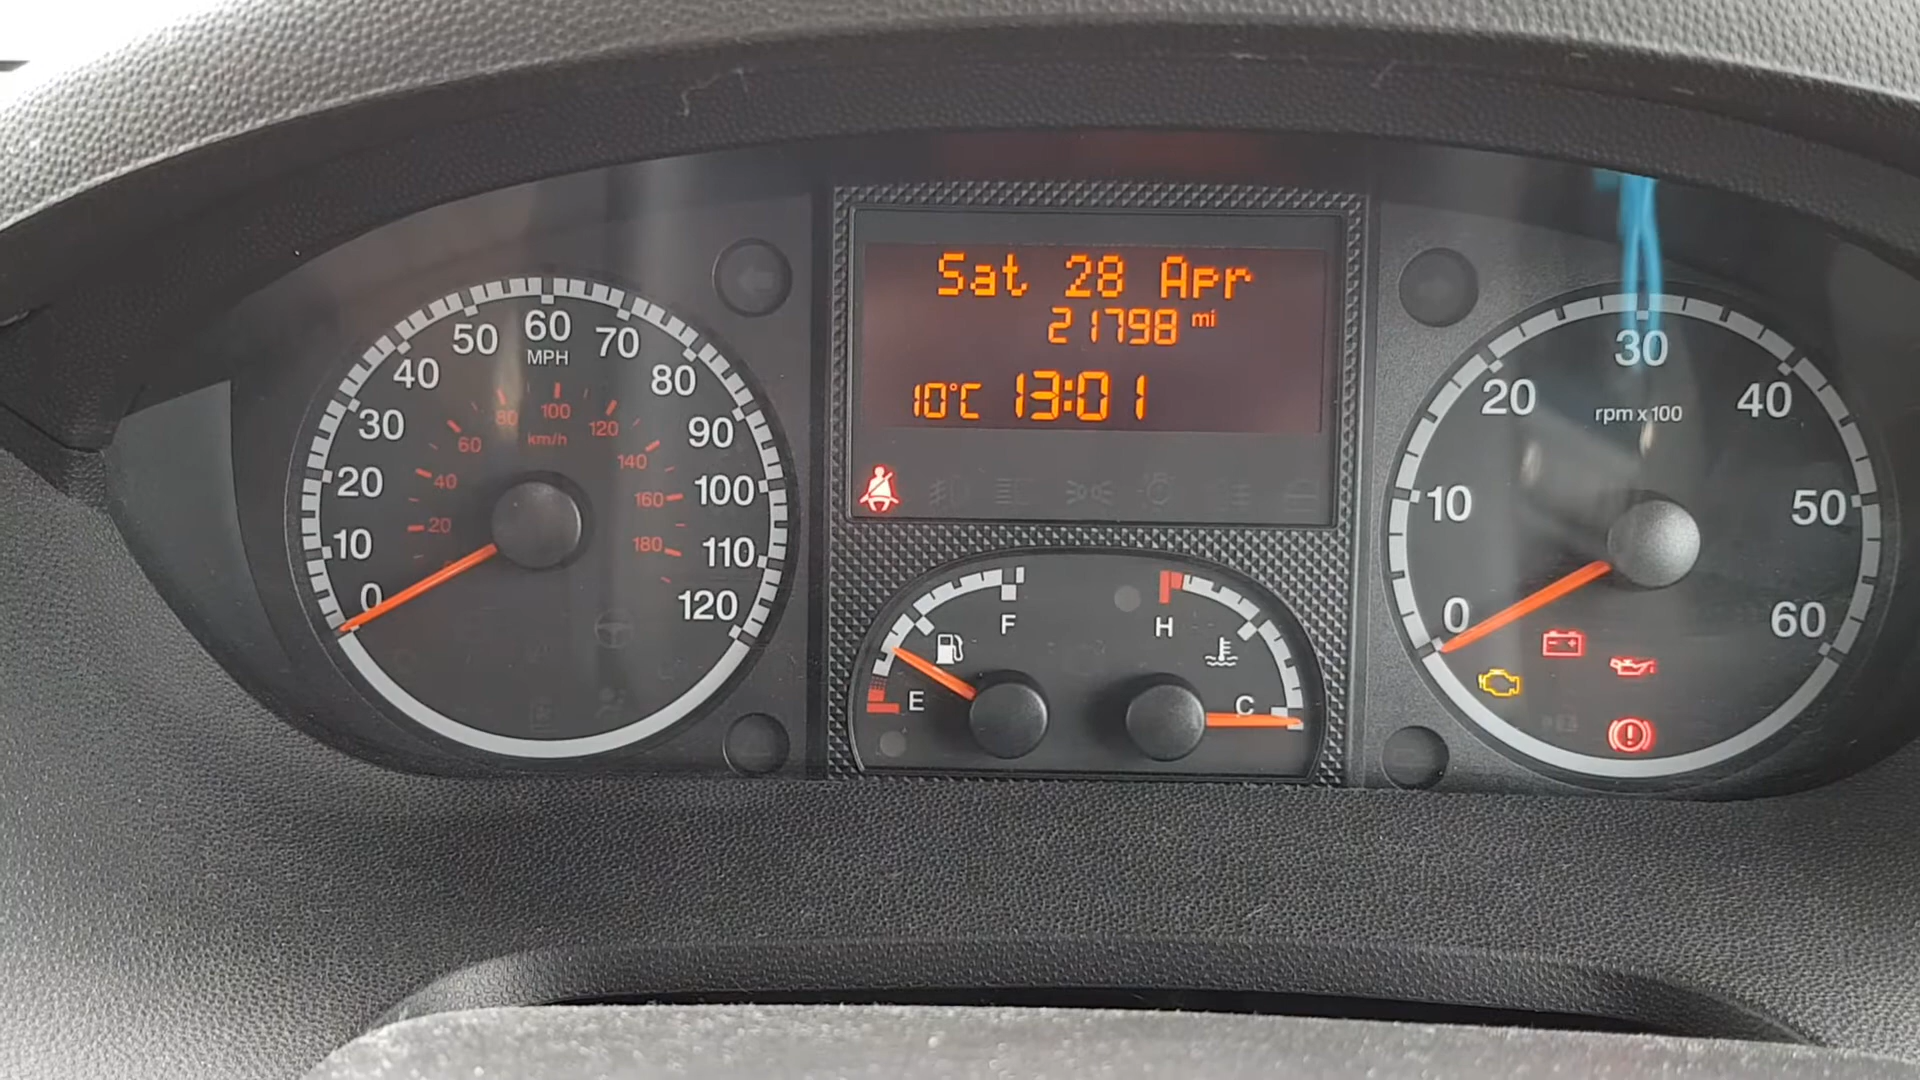 Sat 28 Apr
21798 mi
10°C 13:01
0 10 20 30 40 50 60 70 80 90 100 110 120
MPH
20 40 60 80 100 120 140 160 180
km/h
E F
H C
0 10 20 30 40 50 60
rpm x 100